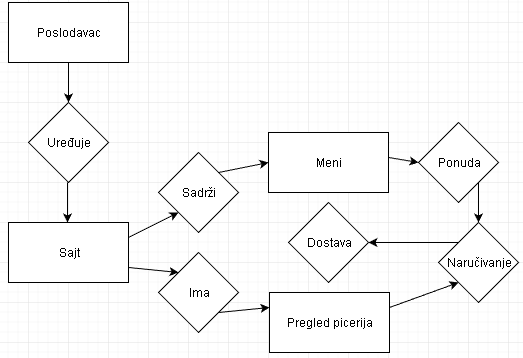 Poslodavac
Uređuje
Sajt
Sadrži
Meni
Ponuda
Ima
Pregled picerija
Naručivanje
Dostava